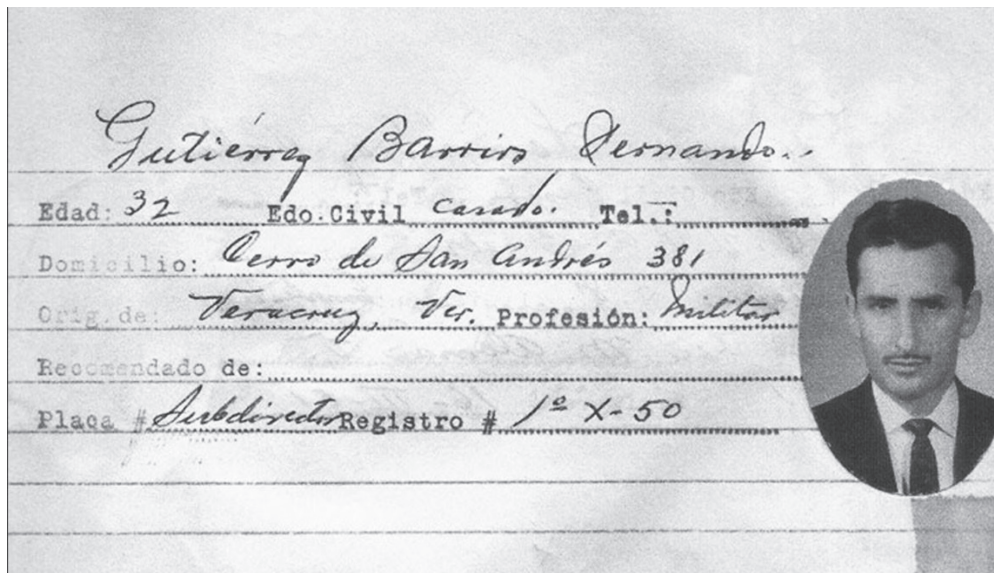 Gutiérrez Barrios Fernando.
Edad: 32 Edo.Civil casado. Tel.:
Domicilio: Cerro de San Andrés 381
Orig.de: Veracruz, Ver. Profesión: Militar
Recomendado de:
Placa # Subdirector Registro # 1º X-50